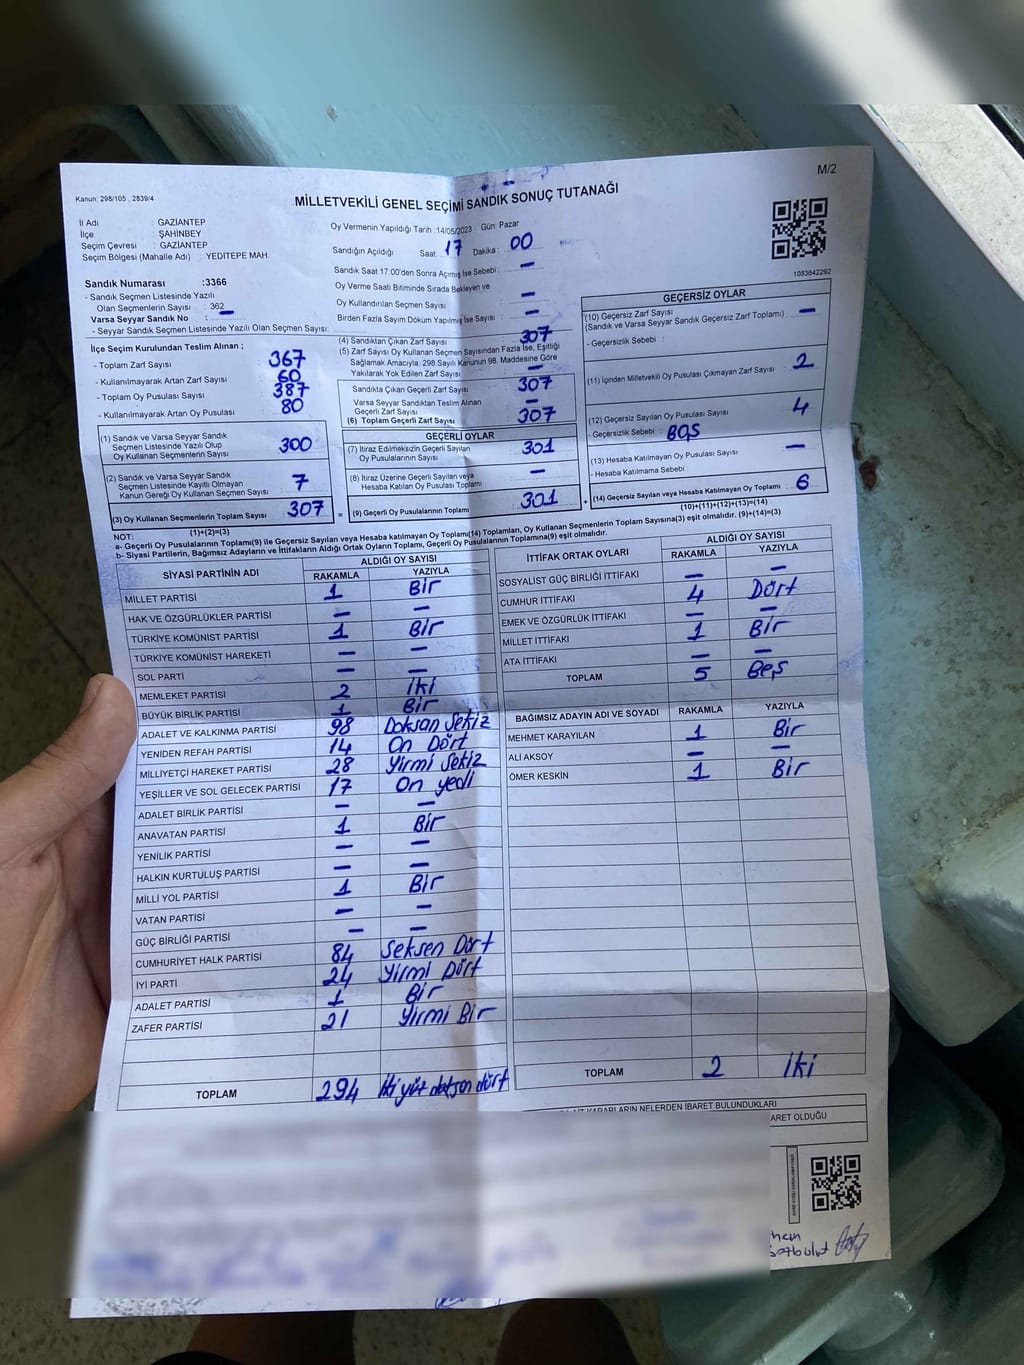 M/2
Kanun: 298/105 , 2839/4
MİLLETVEKİLİ GENEL SEÇİMİ SANDIK SONUÇ TUTANAĞI
İl Adı : GAZİANTEP
İlçe : ŞAHİNBEY
Seçim Çevresi : GAZİANTEP
Seçim Bölgesi (Mahalle Adı) : YEDİTEPE MAH.
Oy Vermenin Yapıldığı Tarih :14/05/2023 Gün: Pazar
Sandığın Açıldığı Saat: 17 Dakika : 00
Sandık Saat 17.00'den Sonra Açımış İse Sebebi : —
Oy Verme Saati Bitiminde Sırada Bekleyen ve
Oy Kullandırılan Seçmen Sayısı : —
Birden Fazla Sayım Döküm Yapılmış İse Sayısı : —
Sandık Numarası :3366
- Sandık Seçmen Listesinde Yazılı
Olan Seçmenlerin Sayısı : 362
Varsa Seyyar Sandık No : —
- Seyyar Sandık Seçmen Listesinde Yazılı Olan Seçmen Sayısı:
1083642292
İlçe Seçim Kurulundan Teslim Alınan ;
- Toplam Zarf Sayısı : 367
- Kullanılmayarak Artan Zarf Sayısı : 60
- Toplam Oy Pusulası Sayısı : 387
- Kullanılmayarak Artan Oy Pusulası : 80
(1) Sandık ve Varsa Seyyar Sandık
Seçmen Listesinde Yazılı Olup
Oy Kullanan Seçmenlerin Sayısı : 300
(2) Sandık ve Varsa Seyyar Sandık
Seçmen Listesinde Kayıtlı Olmayan
Kanun Gereği Oy Kullanan Seçmen Sayısı : 7
(3) Oy Kullanan Seçmenlerin Toplam Sayısı : 307
(1)+(2)=(3)
(4) Sandıktan Çıkan Zarf Sayısı : 307
(5) Zarf Sayısı Oy Kullanan Seçmen Sayısından Fazla İse, Eşitliği
Sağlamak Amacıyla, 298 Sayılı Kanunun 98. Maddesine Göre
Yakılarak Yok Edilen Zarf Sayısı : —
Sandıkta Çıkan Geçerli Zarf Sayısı : 307
Varsa Seyyar Sandıktan Teslim Alınan
Geçerli Zarf Sayısı : —
(6) Toplam Geçerli Zarf Sayısı : 307
GEÇERLİ OYLAR
(7) İtiraz Edilmeksizin Geçerli Sayılan
Oy Pusulalarının Sayısı : 301
(8) İtiraz Üzerine Geçerli Sayılan veya
Hesaba Katılan Oy Pusulası Toplamı : —
= (9) Geçerli Oy Pusulalarının Toplamı : 301
GEÇERSİZ OYLAR
(10) Geçersiz Zarf Sayısı : —
(Sandık ve Varsa Seyyar Sandık Geçersiz Zarf Toplamı)
- Geçersizlik Sebebi :
(11) İçinden Milletvekili Oy Pusulası Çıkmayan Zarf Sayısı : 2
(12) Geçersiz Sayılan Oy Pusulası Sayısı : 4
- Geçersizlik Sebebi : BOŞ
(13) Hesaba Katılmayan Oy Pusulası Sayısı : —
- Hesaba Katılmama Sebebi :
+ (14) Geçersiz Sayılan veya Hesaba Katılmayan Oy Toplamı : 6
(10)+(11)+(12)+(13)=(14)
NOT:
a- Geçerli Oy Pusulalarının Toplamı(9) ile Geçersiz Sayılan veya Hesaba Katılmayan Oy Toplamı(14) Toplamları, Oy Kullanan Seçmenlerin Toplam Sayısına(3) eşit olmalıdır. (9)+(14)=(3)
b- Siyasi Partilerin, Bağımsız Adayların ve İttifakların Aldığı Ortak Oyların Toplamı, Geçerli Oy Pusulalarının Toplamına(9) eşit olmalıdır.
SİYASİ PARTİNİN ADI ALDIĞI OY SAYISI
RAKAMLA YAZIYLA
MİLLET PARTİSİ 1 Bir
HAK VE ÖZGÜRLÜKLER PARTİSİ — —
TÜRKİYE KOMÜNİST PARTİSİ 1 Bir
TÜRKİYE KOMÜNİST HAREKETİ — —
SOL PARTİ — —
MEMLEKET PARTİSİ 2 İki
BÜYÜK BİRLİK PARTİSİ 1 Bir
ADALET VE KALKINMA PARTİSİ 98 Doksan Sekiz
YENİDEN REFAH PARTİSİ 14 On Dört
MİLLİYETÇİ HAREKET PARTİSİ 28 Yirmi Sekiz
YEŞİLLER VE SOL GELECEK PARTİSİ 17 On yedi
ADALET BİRLİK PARTİSİ — —
ANAVATAN PARTİSİ 1 Bir
YENİLİK PARTİSİ — —
HALKIN KURTULUŞ PARTİSİ — —
MİLLİ YOL PARTİSİ 1 Bir
VATAN PARTİSİ — —
GÜÇ BİRLİĞİ PARTİSİ — —
CUMHURİYET HALK PARTİSİ 84 Seksen Dört
İYİ PARTİ 24 Yirmi Dört
ADALET PARTİSİ 1 Bir
ZAFER PARTİSİ 21 Yirmi Bir
TOPLAM 294 İki yüz doksan dört
İTTİFAK ORTAK OYLARI ALDIĞI OY SAYISI
RAKAMLA YAZIYLA
SOSYALİST GÜÇ BİRLİĞİ İTTİFAKI — —
CUMHUR İTTİFAKI 4 Dört
EMEK VE ÖZGÜRLÜK İTTİFAKI — —
MİLLET İTTİFAKI 1 Bir
ATA İTTİFAKI — —
TOPLAM 5 Beş
BAĞIMSIZ ADAYIN ADI VE SOYADI RAKAMLA YAZIYLA
MEHMET KARAYILAN 1 Bir
ALİ AKSOY — —
ÖMER KESKİN 1 Bir
TOPLAM 2 İki
KARARLARIN NELERDEN İBARET BULUNDUKLARI
ARET OLDUĞU